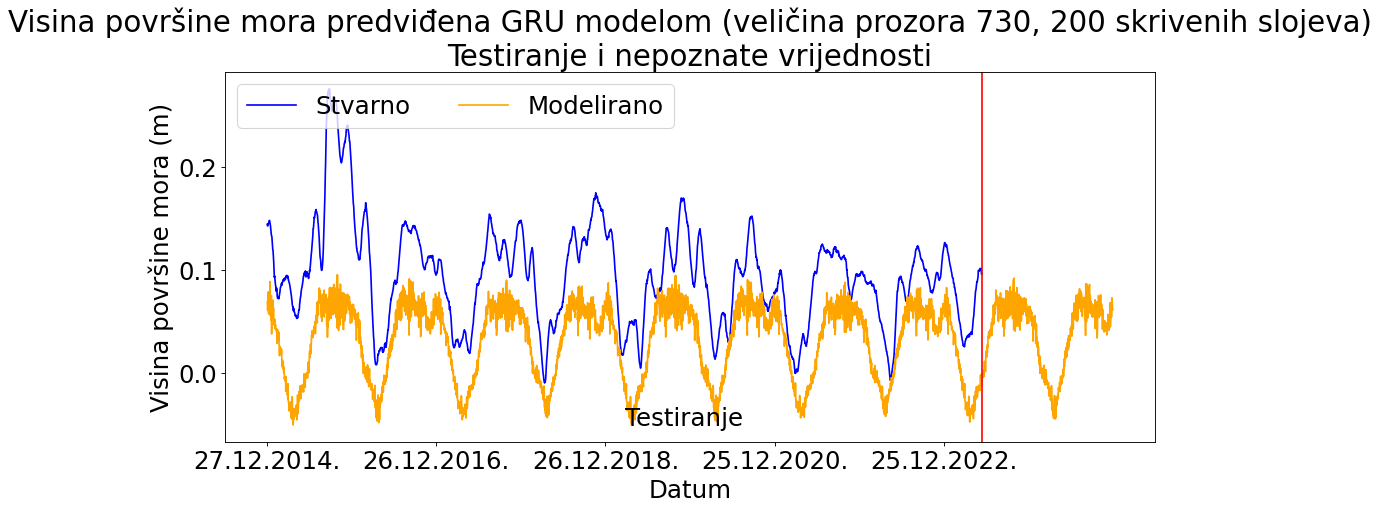 Visina površine mora predviđena GRU modelom (veličina prozora 730, 200 skrivenih slojeva)
Testiranje i nepoznate vrijednosti
Stvarno Modelirano
Visina površine mora (m)
0.2
0.1
0.0
Testiranje
27.12.2014. 26.12.2016. 26.12.2018. 25.12.2020. 25.12.2022.
Datum